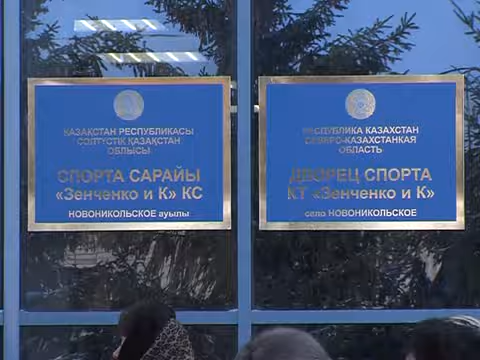 ҚАЗАҚСТАН РЕСПУБЛИКАСЫ
СОЛТҮСТІК ҚАЗАҚСТАН
ОБЛЫСЫ
СПОРТА САРАЙЫ
«Зенченко и К» КС
НОВОНИКОЛЬСКОЕ ауылы
РЕСПУБЛИКА КАЗАХСТАН
СЕВЕРО-КАЗАХСТАНКАЯ
ОБЛАСТЬ
ДВОРЕЦ СПОРТА
КТ «Зенченко и К»
село НОВОНИКОЛЬСКОЕ